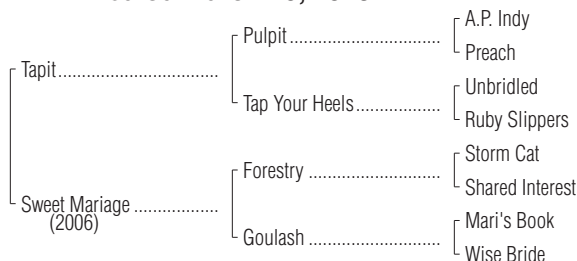 A.P. Indy
Pulpit
Preach
Tapit
Unbridled
Tap Your Heels
Ruby Slippers
Storm Cat
Forestry
Shared Interest
Sweet Mariage
(2006)
Mari's Book
Goulash
Wise Bride